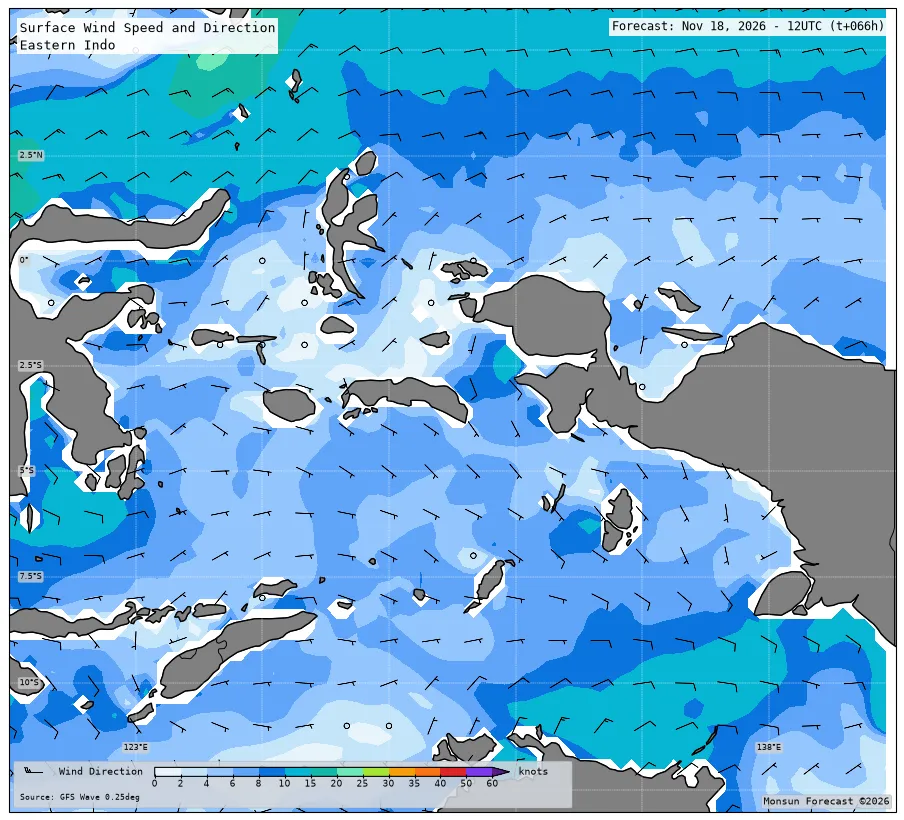 Surface Wind Speed and Direction
Eastern Indo
Forecast: Nov 18, 2026 - 12UTC (t+066h)
2.5°N
0°
2.5°S
5°S
7.5°S
10°S
123°E
138°E
Wind Direction
knots
0 2 4 6 8 10 15 20 25 30 35 40 50 60
Source: GFS Wave 0.25deg
Monsun Forecast ©2026